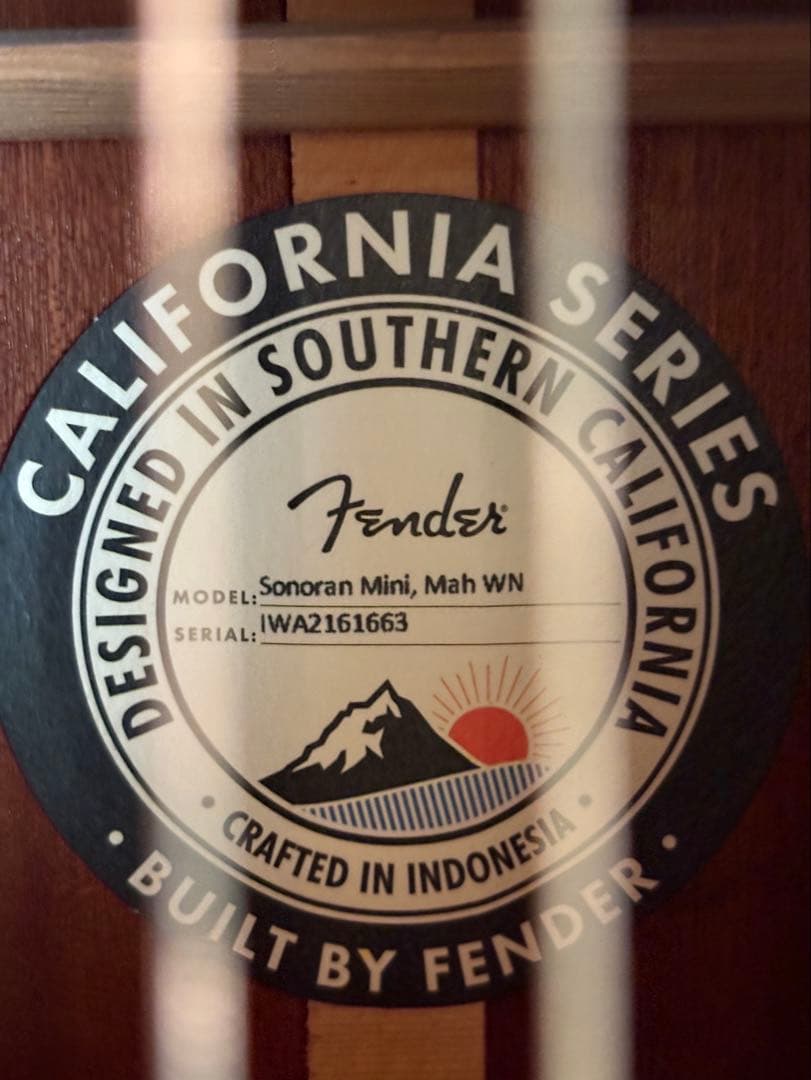 CALIFORNIA SERIES
DESIGNED IN SOUTHERN CALIFORNIA
Fender
MODEL: Sonoran Mini, Mah WN
SERIAL: IWA2161663
• CRAFTED IN INDONESIA •
• BUILT BY FENDER •